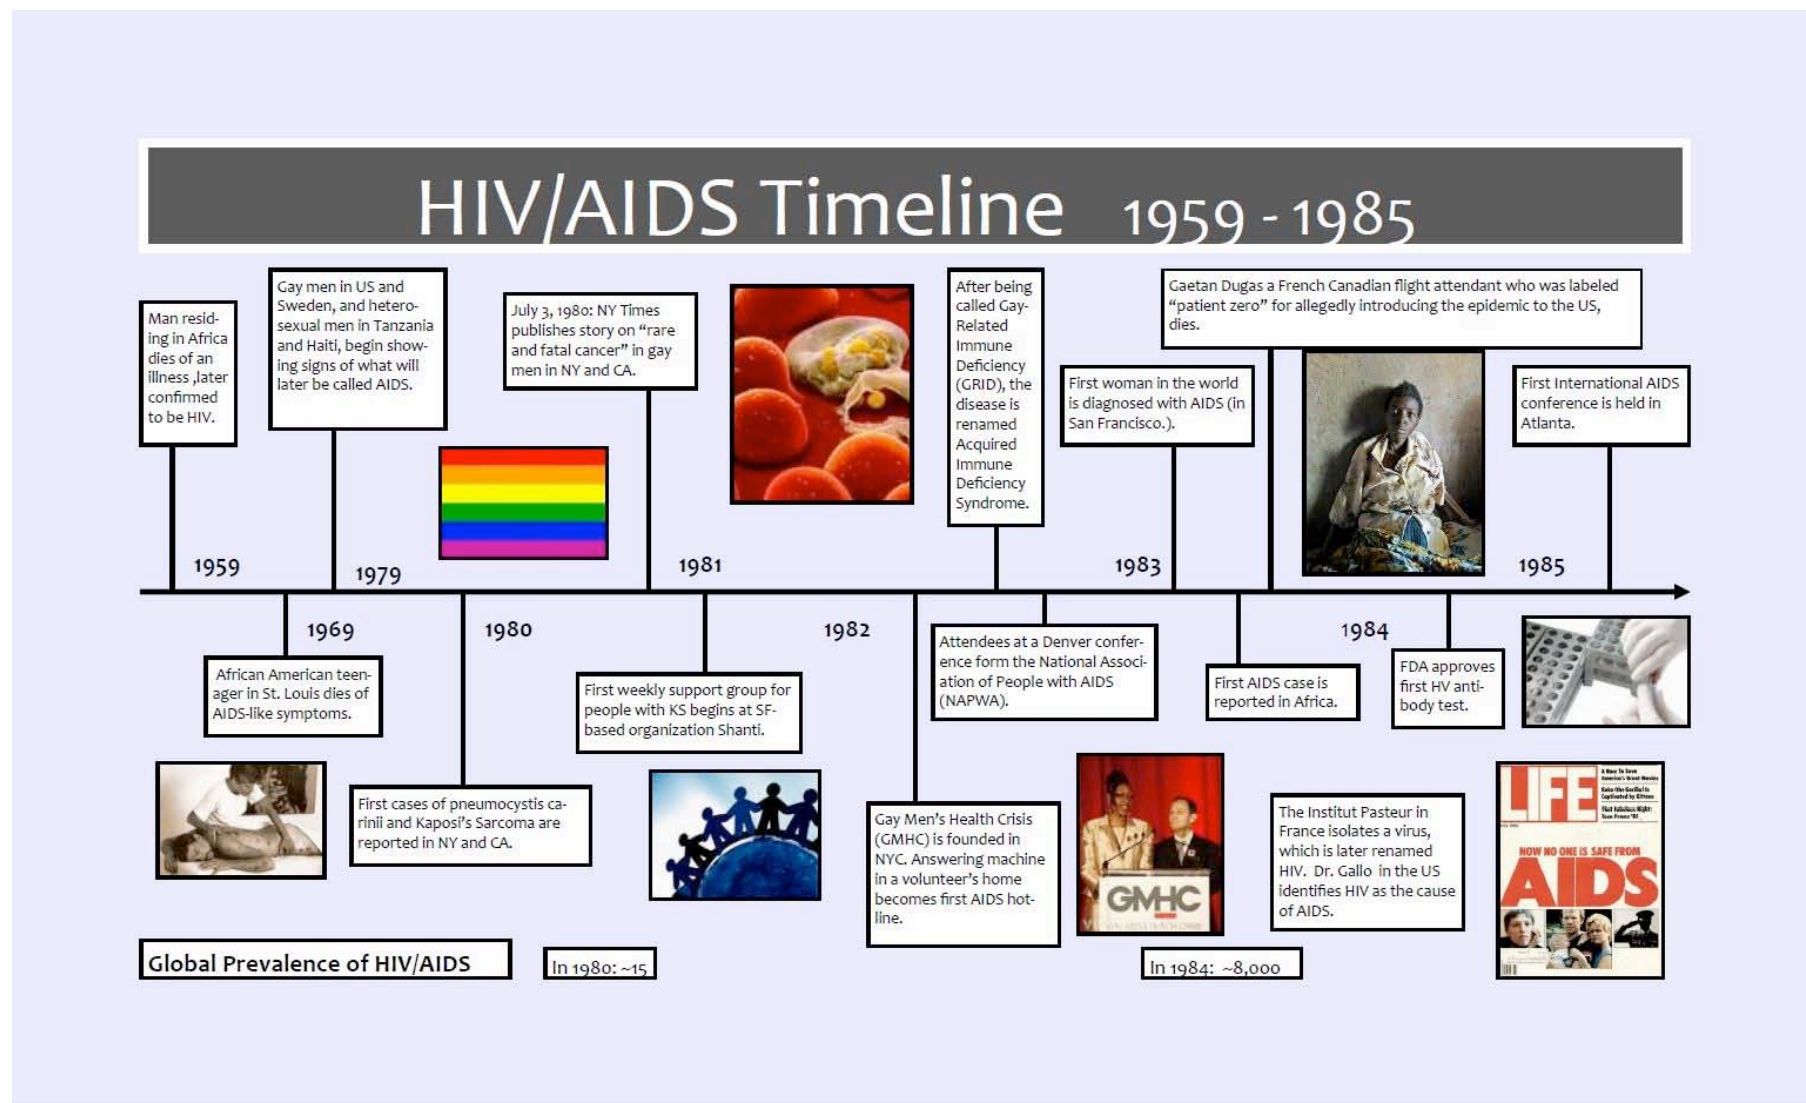 HIV/AIDS Timeline 1959 - 1985
Man resid-
ing in Africa
dies of an
illness ,later
confirmed
to be HIV.
Gay men in US and
Sweden, and hetero-
sexual men in Tanzania
and Haiti, begin show-
ing signs of what will
later be called AIDS.
July 3, 1980: NY Times
publishes story on “rare
and fatal cancer” in gay
men in NY and CA.
After being
called Gay-
Related
Immune
Deficiency
(GRID), the
disease is
renamed
Acquired
Immune
Deficiency
Syndrome.
First woman in the world
is diagnosed with AIDS (in
San Francisco.).
Gaetan Dugas a French Canadian flight attendant who was labeled
“patient zero” for allegedly introducing the epidemic to the US,
dies.
First International AIDS
conference is held in
Atlanta.
1959
1979
1981
1983
1985
1969
1980
1982
1984
African American teen-
ager in St. Louis dies of
AIDS-like symptoms.
First cases of pneumocystis ca-
rinii and Kaposi’s Sarcoma are
reported in NY and CA.
First weekly support group for
people with KS begins at SF-
based organization Shanti.
Gay Men’s Health Crisis
(GMHC) is founded in
NYC. Answering machine
in a volunteer’s home
becomes first AIDS hot-
line.
Attendees at a Denver confer-
ence form the National Associ-
ation of People with AIDS
(NAPWA).
First AIDS case is
reported in Africa.
FDA approves
first HV anti-
body test.
GMHC
The Institut Pasteur in
France isolates a virus,
which is later renamed
HIV. Dr. Gallo in the US
identifies HIV as the cause
of AIDS.
LIFE
NOW NO ONE IS SAFE FROM
AIDS
Global Prevalence of HIV/AIDS
In 1980: ~15
In 1984: ~8,000